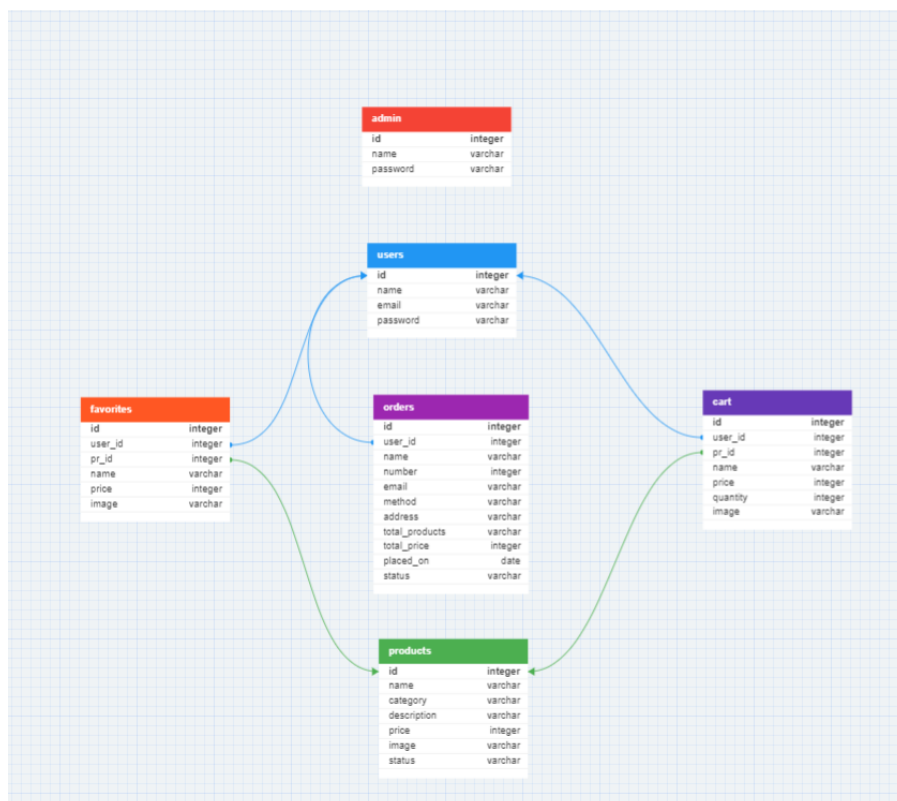 admin
id integer
name varchar
password varchar
users
id integer
name varchar
email varchar
password varchar
favorites
id integer
user_id integer
pr_id integer
name varchar
price integer
image varchar
orders
id integer
user_id integer
name varchar
number integer
email varchar
method varchar
address varchar
total_products varchar
total_price integer
placed_on date
status varchar
cart
id integer
user_id integer
pr_id integer
name varchar
price integer
quantity integer
image varchar
products
id integer
name varchar
category varchar
description varchar
price integer
image varchar
status varchar